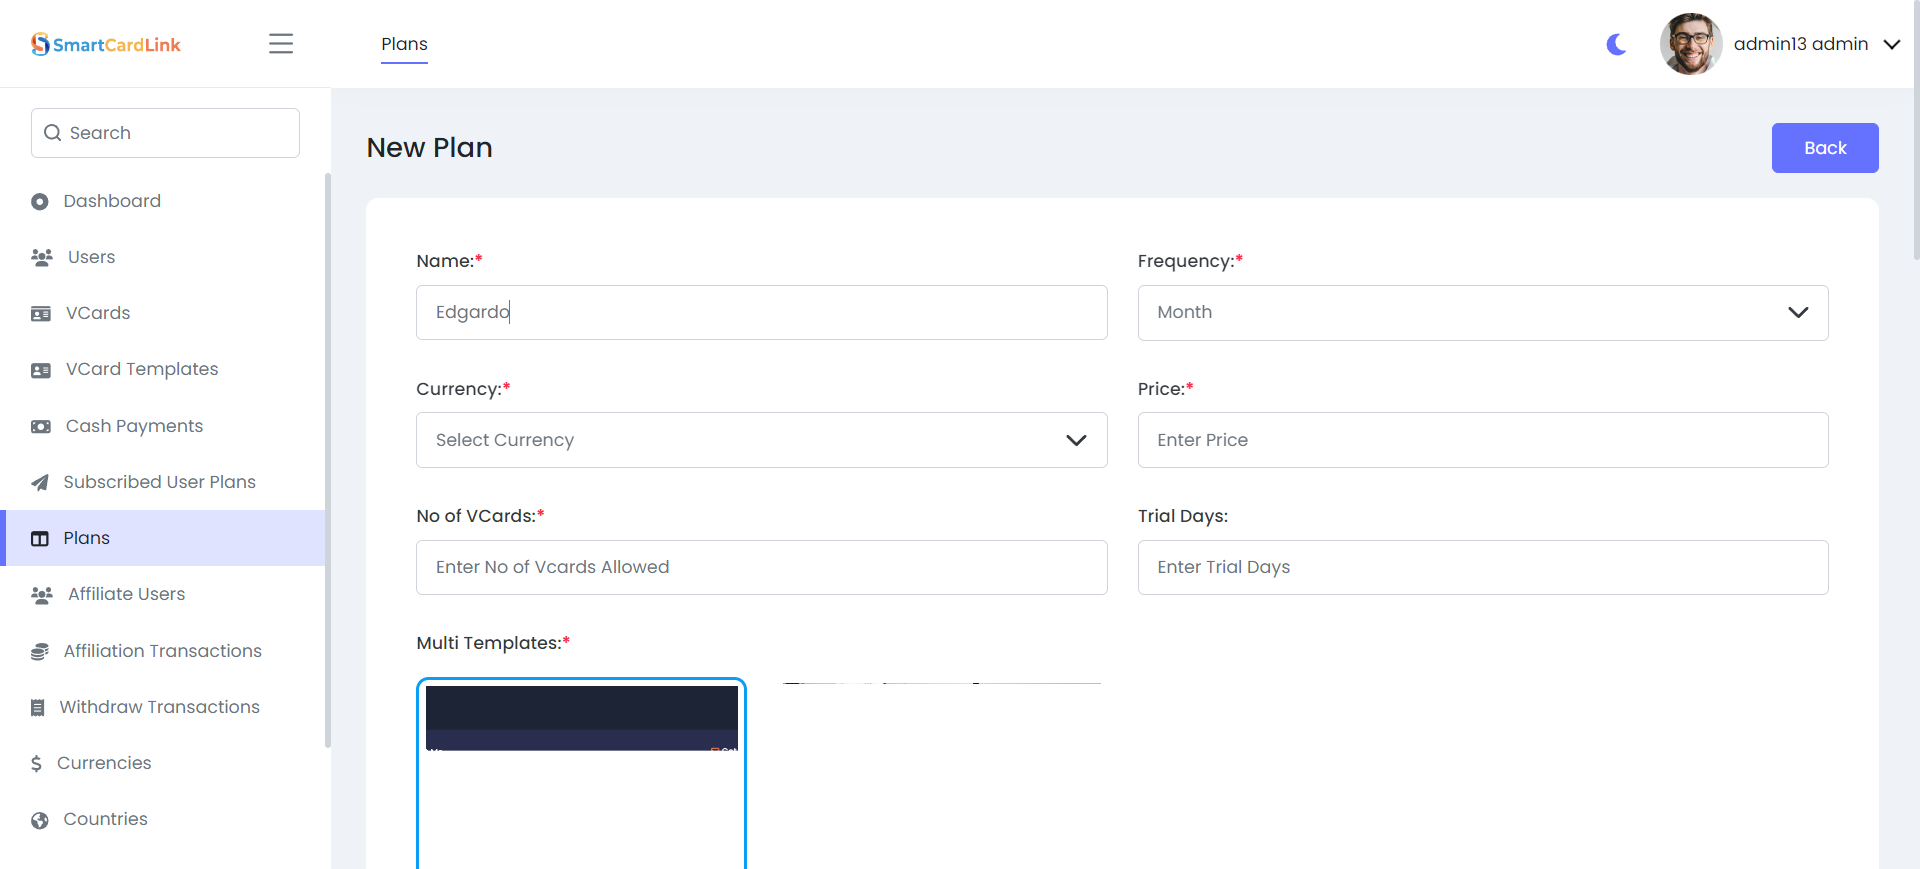 SmartCardLink
Plans
admin13 admin
Search
New Plan
Back
Dashboard
Users
VCards
VCard Templates
Cash Payments
Subscribed User Plans
Plans
Affiliate Users
Affiliation Transactions
Withdraw Transactions
Currencies
Countries
Name:*
Edgardo
Frequency:*
Month
Currency:*
Select Currency
Price:*
Enter Price
No of VCards:*
Enter No of Vcards Allowed
Trial Days:
Enter Trial Days
Multi Templates:*